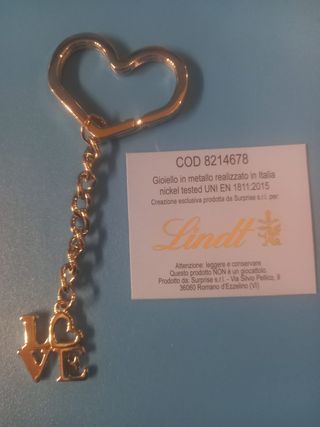 COD 8214678
Gioiello in metallo realizzato in Italia
nickel tested UNI EN 1811:2015
Creazione esclusiva prodotta da Surprise s.r.l. per:
Lindt
Attenzione: leggere e conservare
Questo prodotto NON è un giocattolo.
Prodotto da: Surprise s.r.l. - Via Silvio Pellico, 8
36060 Romano d'Ezzelino (VI)
LO
VE